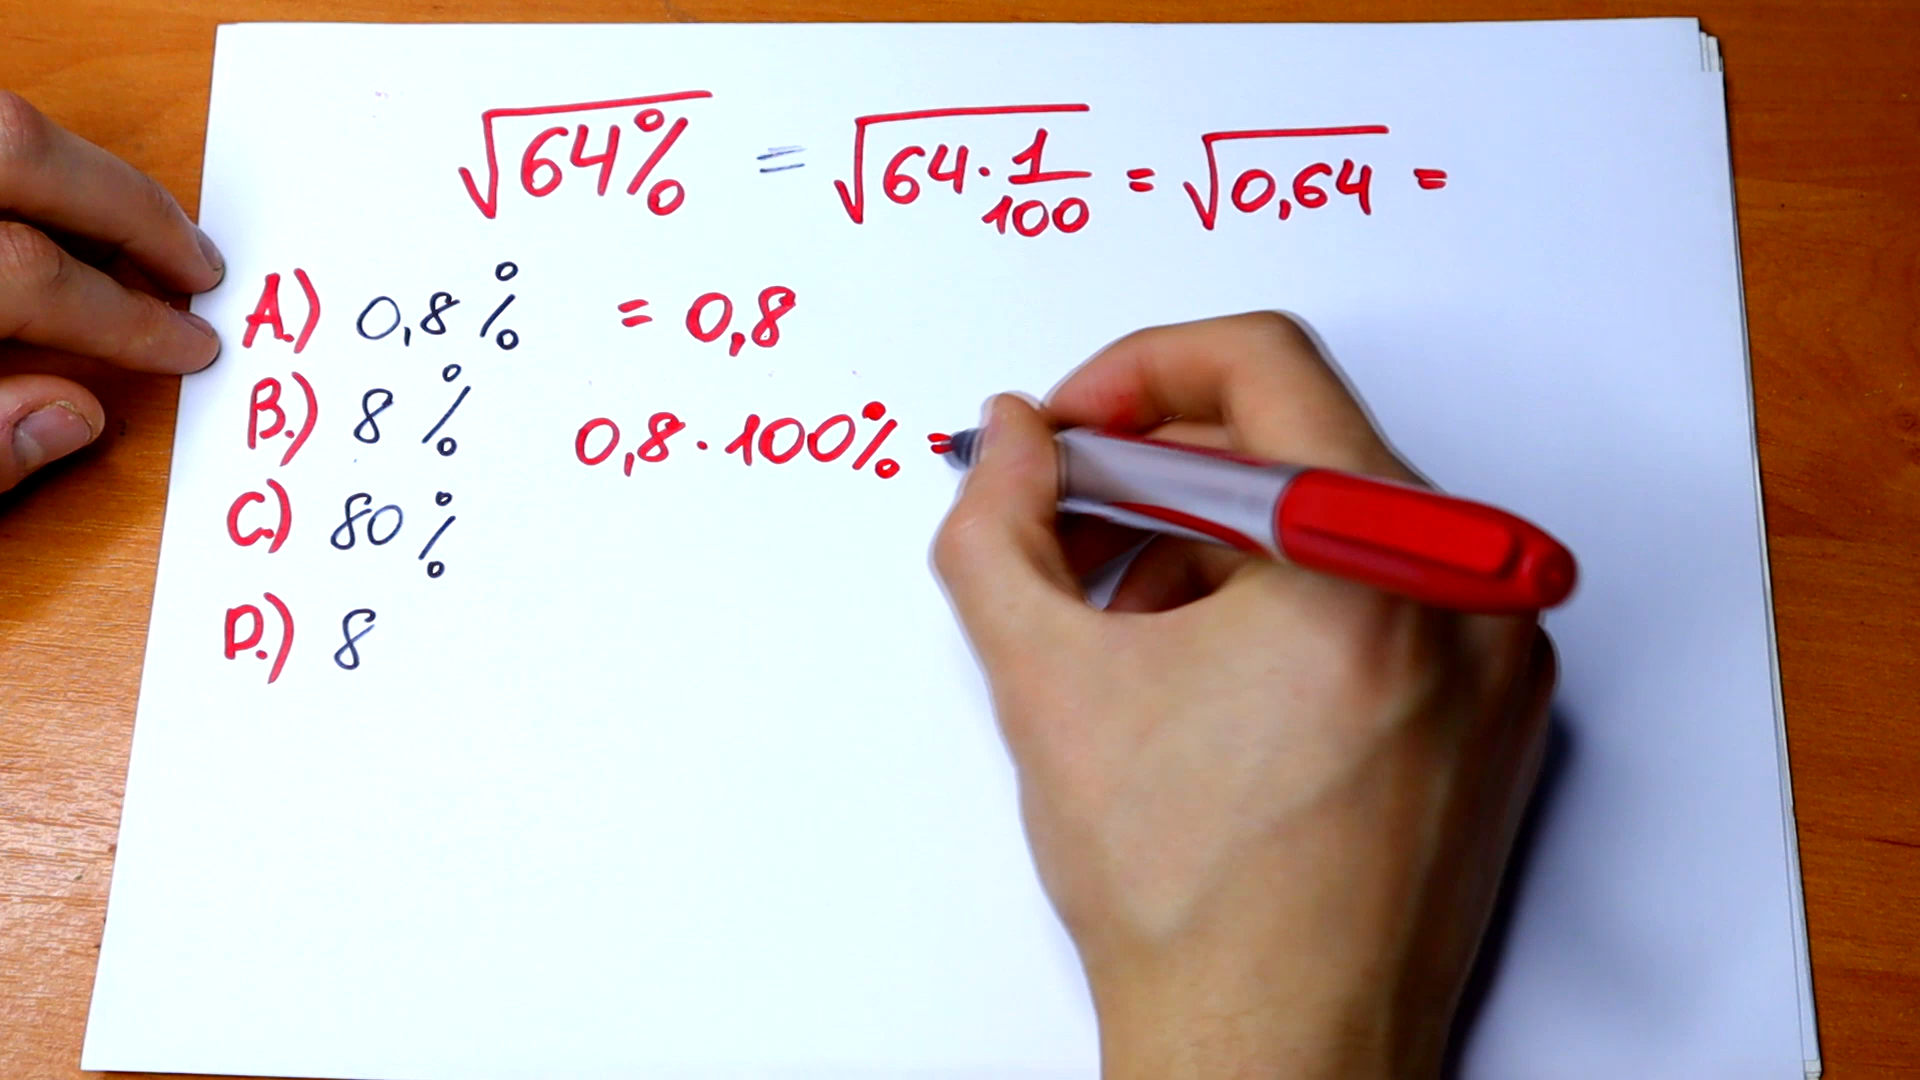 √64% = √64·1/100 = √0,64 =
A.) 0,8% = 0,8
B.) 8% 0,8·100% =
C.) 80%
D.) 8